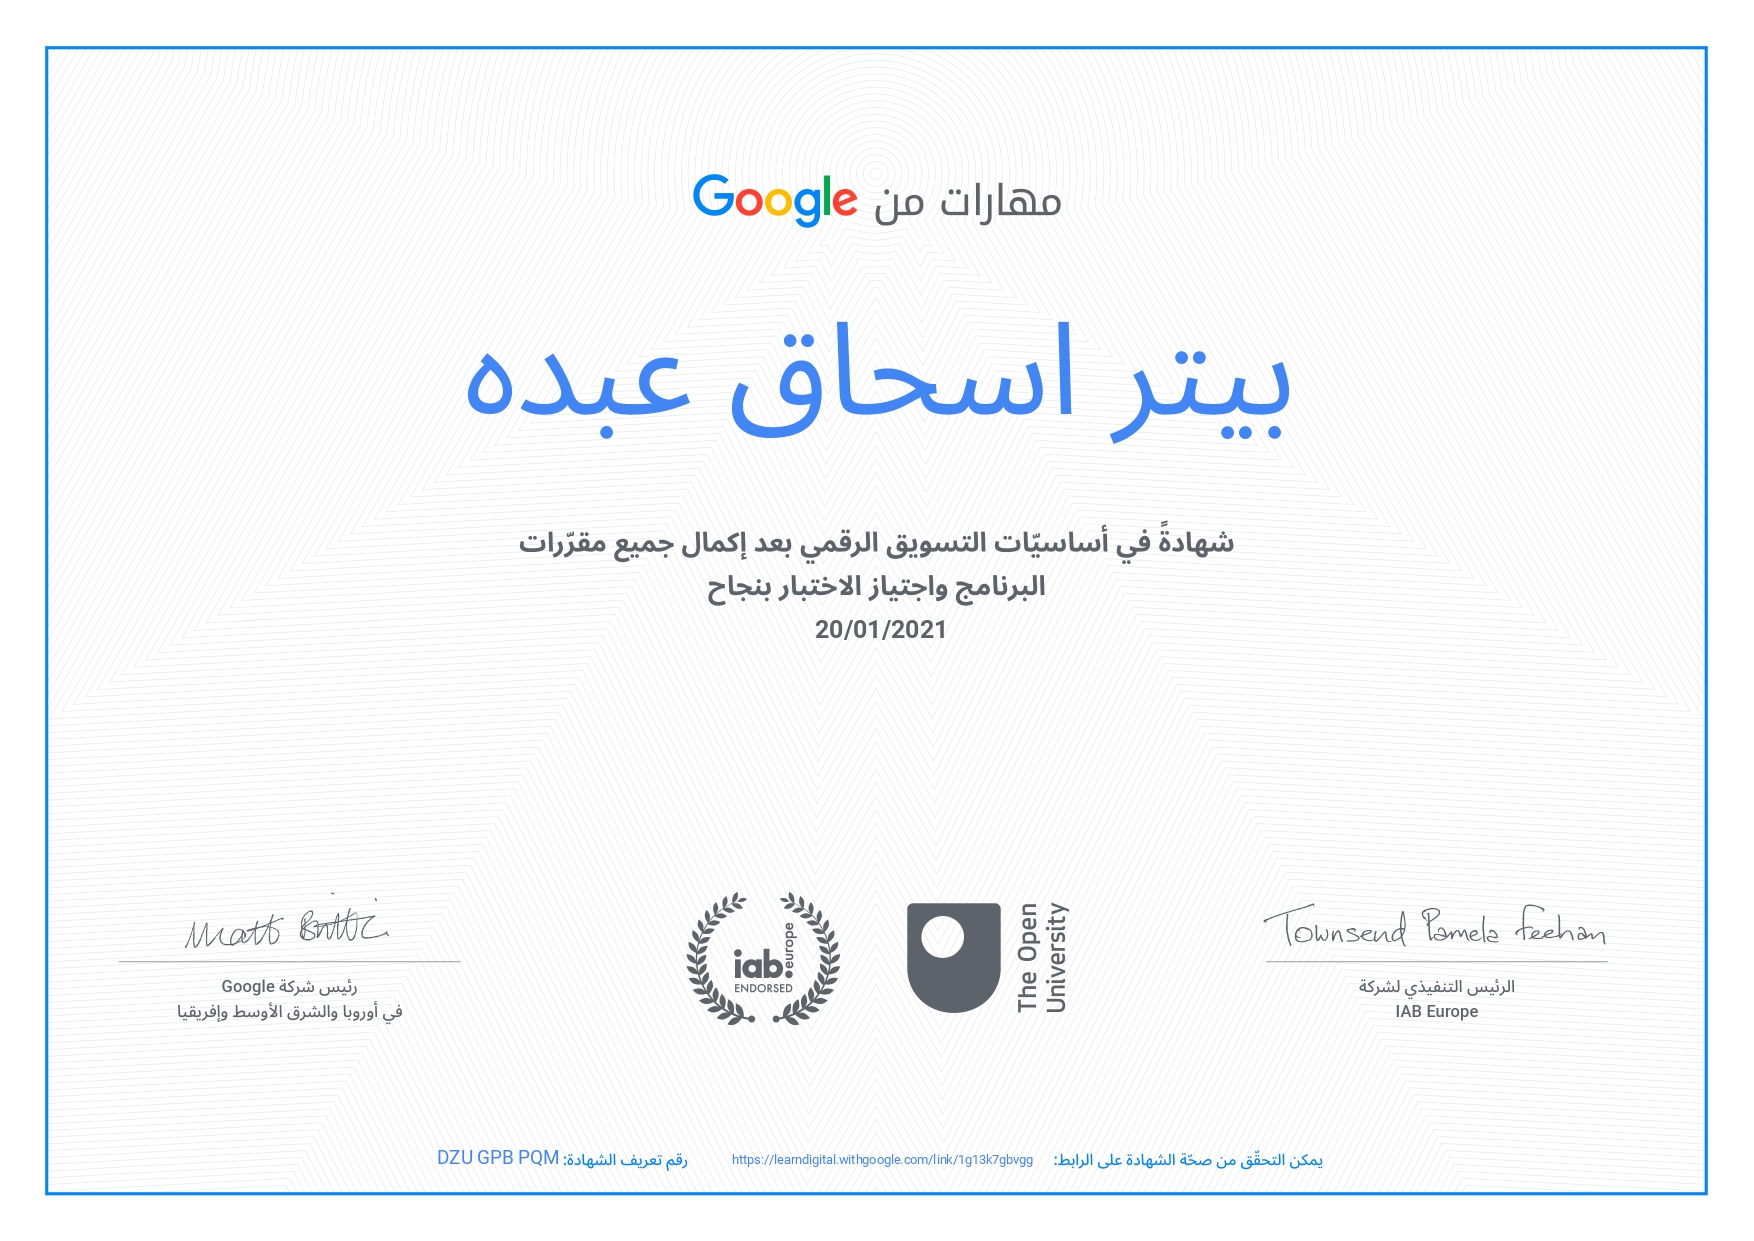 مهارات من Google
بيتر اسحاق عبده
شهادةً في أساسيّات التسويق الرقمي بعد إكمال جميع مقرّرات
البرنامج واجتياز الاختبار بنجاح
20/01/2021
Townsend Pamela Feehan
الرئيس التنفيذي لشركة
IAB Europe
The Open
University
iab.
europe
ENDORSED
Matt Brittin
رئيس شركة Google
في أوروبا والشرق الأوسط وإفريقيا
يمكن التحقّق من صحّة الشهادة على الرابط: https://learndigital.withgoogle.com/link/1g13k7gbvgg
رقم تعريف الشهادة: DZU GPB PQM